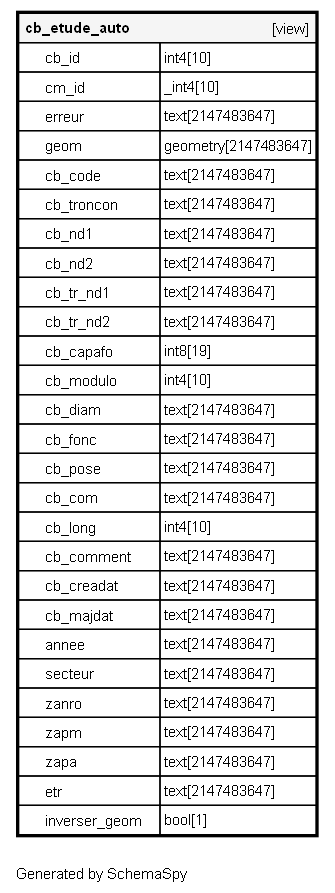 cb_etude_auto [view]
cb_id int4[10]
cm_id _int4[10]
erreur text[2147483647]
geom geometry[2147483647]
cb_code text[2147483647]
cb_troncon text[2147483647]
cb_nd1 text[2147483647]
cb_nd2 text[2147483647]
cb_tr_nd1 text[2147483647]
cb_tr_nd2 text[2147483647]
cb_capafo int8[19]
cb_modulo int4[10]
cb_diam text[2147483647]
cb_fonc text[2147483647]
cb_pose text[2147483647]
cb_com text[2147483647]
cb_long int4[10]
cb_comment text[2147483647]
cb_creadat text[2147483647]
cb_majdat text[2147483647]
annee text[2147483647]
secteur text[2147483647]
zanro text[2147483647]
zapm text[2147483647]
zapa text[2147483647]
etr text[2147483647]
inverser_geom bool[1]
Generated by SchemaSpy